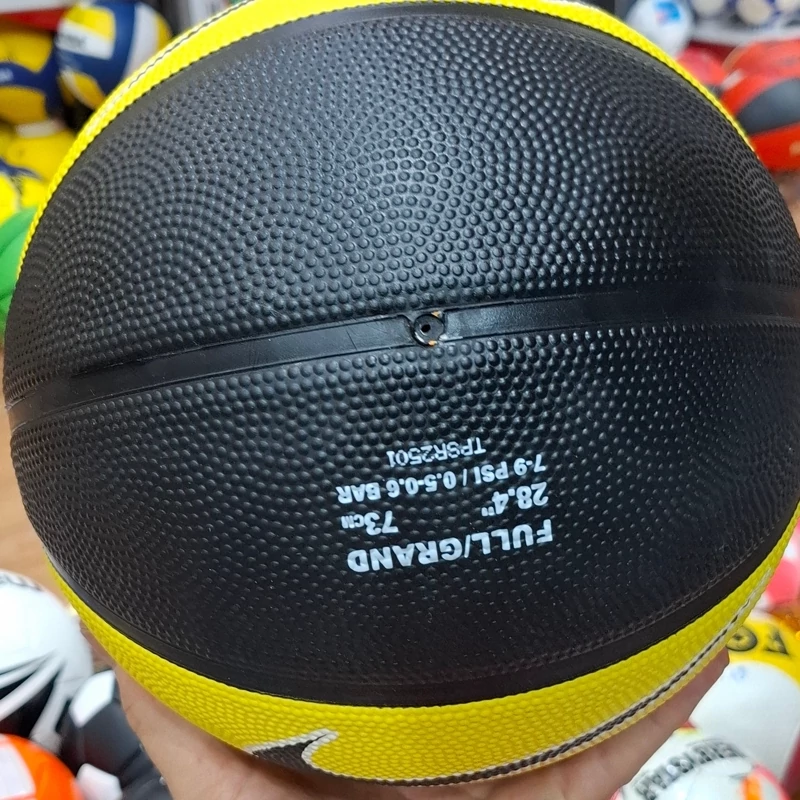 FULL/GRAND
28.4" 73CM
7-9 PSI / 0.5-0.6 BAR
TPSR2501